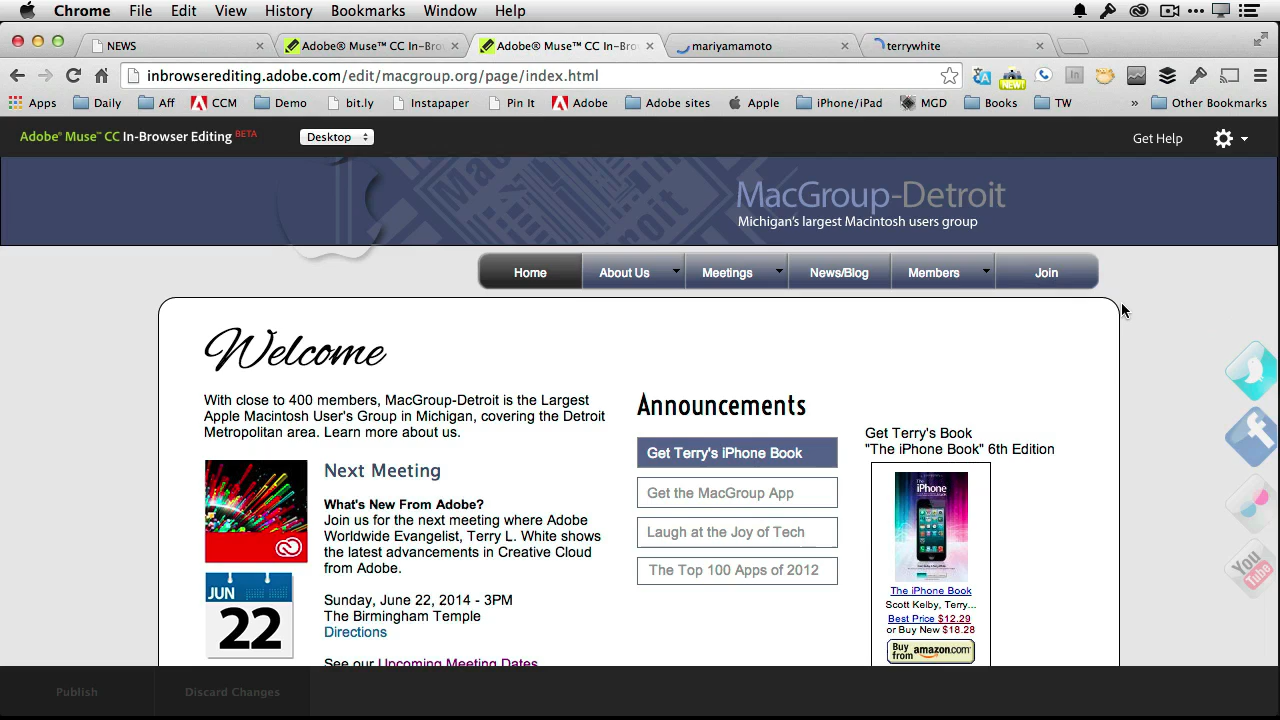 Chrome File Edit View History Bookmarks Window Help
NEWS
Adobe® Muse™ CC In-Bro
Adobe® Muse™ CC In-Bro
mariyamamoto
terrywhite
inbrowserediting.adobe.com/edit/macgroup.org/page/index.html
NEW!
Apps Daily Aff CCM Demo bit.ly Instapaper Pin It Adobe Adobe sites Apple iPhone/iPad MGD Books TW » Other Bookmarks
Adobe® Muse™ CC In-Browser Editing BETA
Desktop
Get Help
MacGroup-Detroit
Michigan's largest Macintosh users group
Home About Us Meetings News/Blog Members Join
Welcome
With close to 400 members, MacGroup-Detroit is the Largest
Apple Macintosh User's Group in Michigan, covering the Detroit
Metropolitan area. Learn more about us.
Next Meeting
What's New From Adobe?
Join us for the next meeting where Adobe
Worldwide Evangelist, Terry L. White shows
the latest advancements in Creative Cloud
from Adobe.
JUN
22
Sunday, June 22, 2014 - 3PM
The Birmingham Temple
Directions
See our Upcoming Meeting Dates
Announcements
Get Terry's iPhone Book
Get the MacGroup App
Laugh at the Joy of Tech
The Top 100 Apps of 2012
Get Terry's Book
"The iPhone Book" 6th Edition
The iPhone
The iPhone Book
Scott Kelby, Terry...
Best Price $12.29
or Buy New $18.28
Buy from amazon.com
You Tube
Publish
Discard Changes